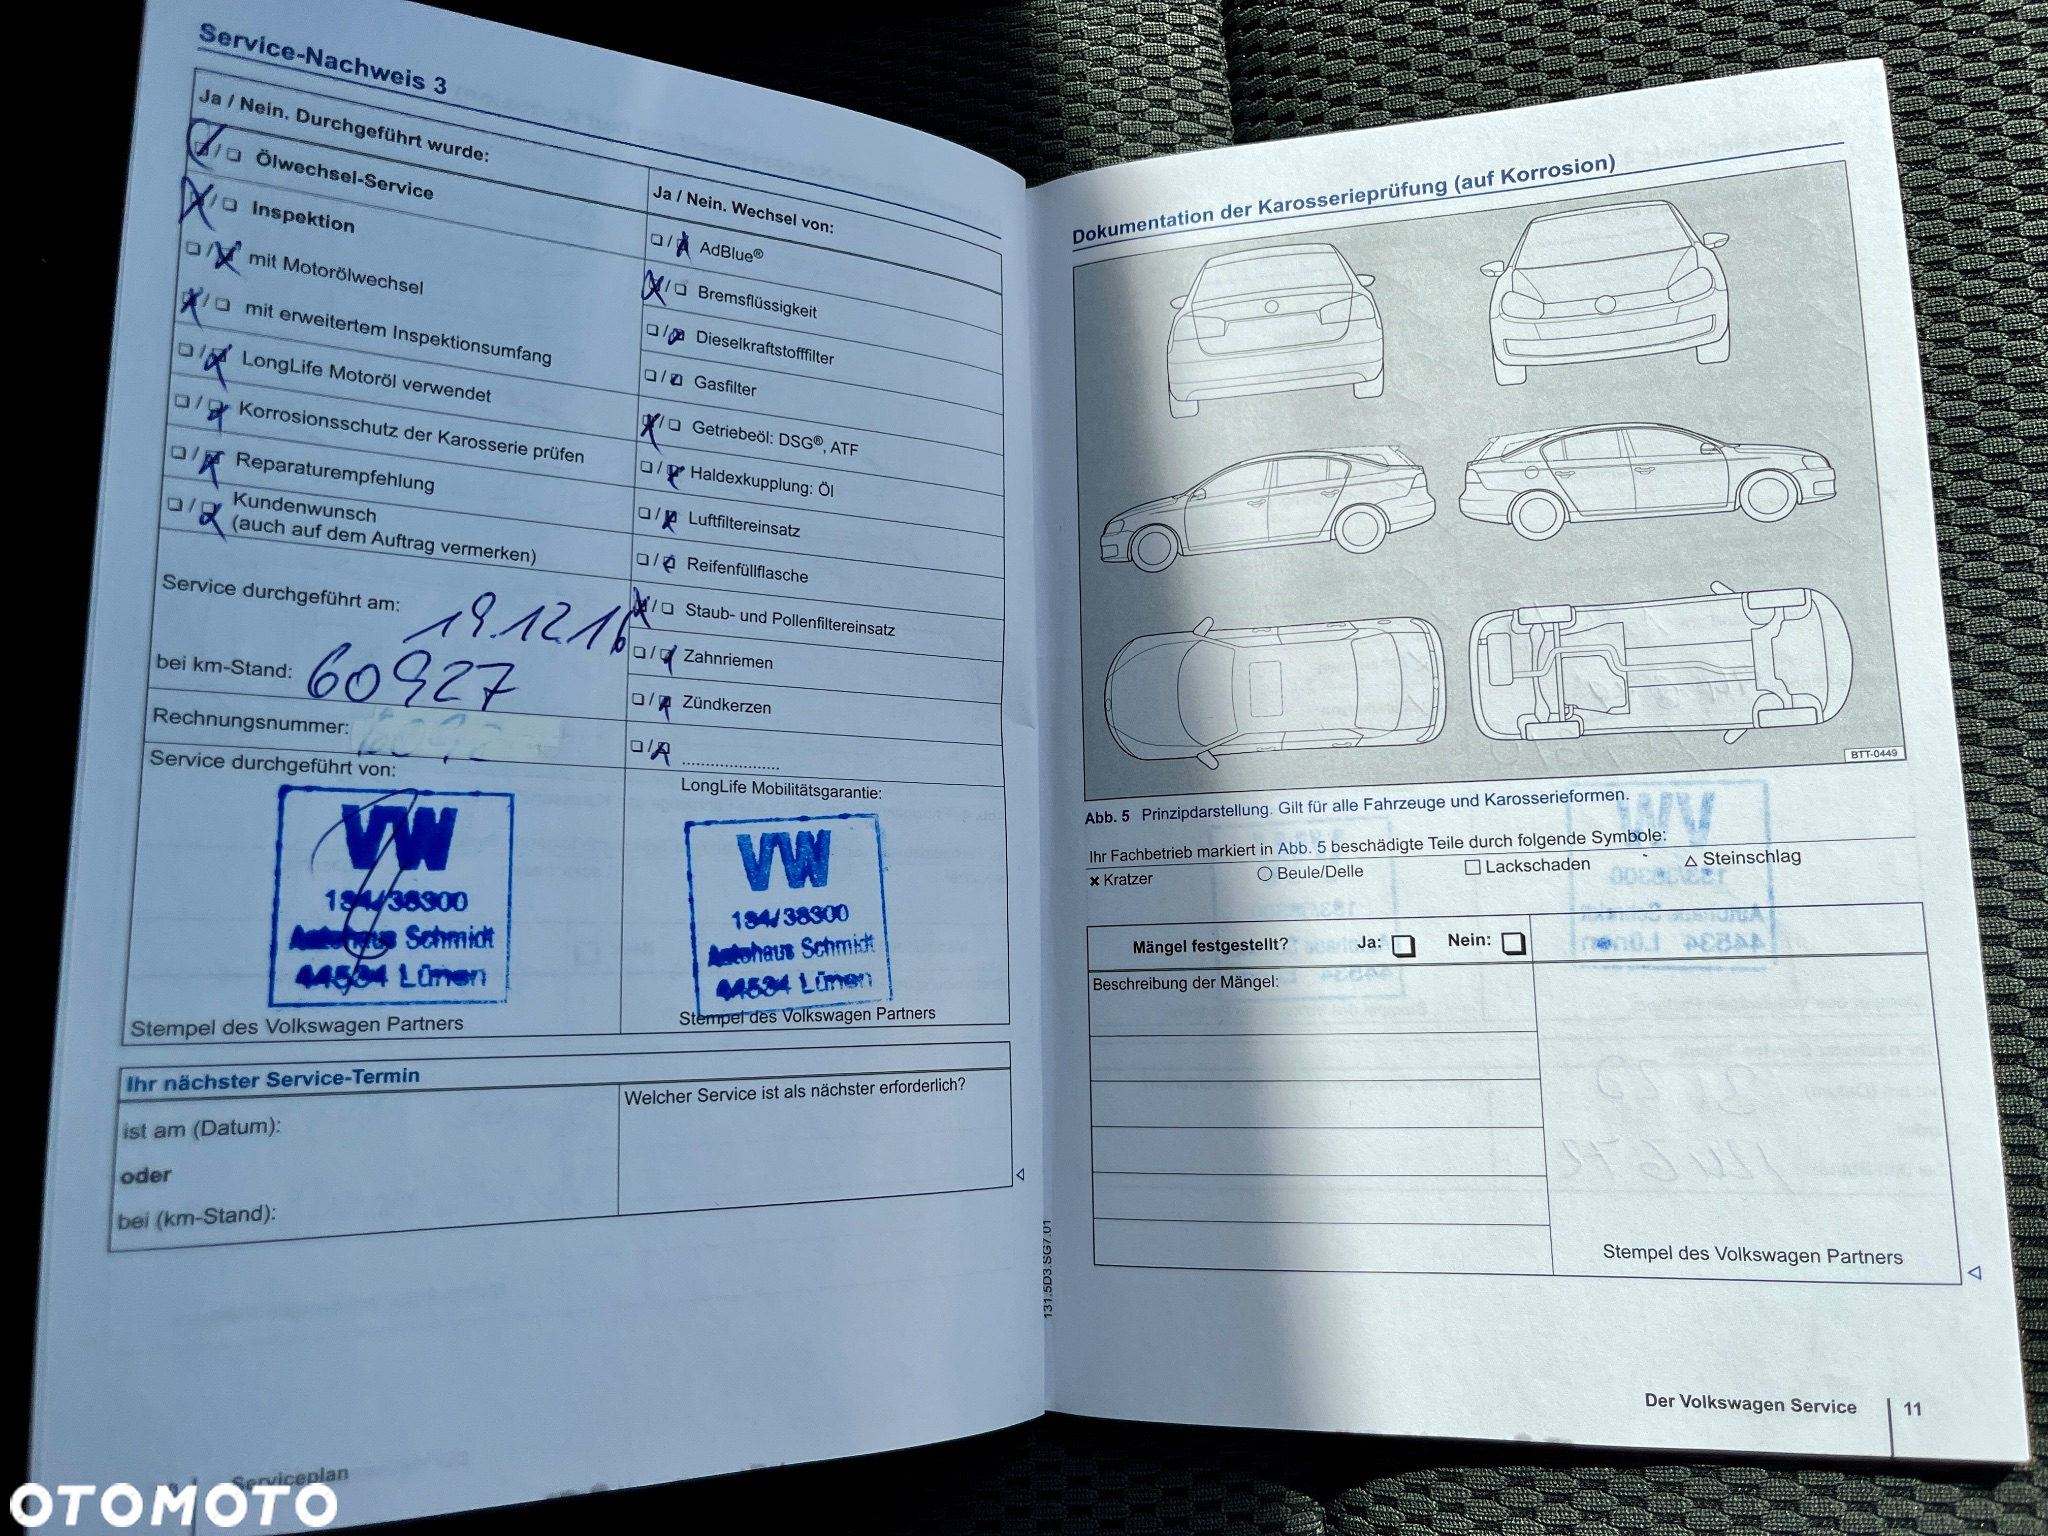 Service-Nachweis 3
Ja / Nein. Durchgeführt wurde:
Ölwechsel-Service
Inspektion
mit Motorölwechsel
mit erweitertem Inspektionsumfang
LongLife Motoröl verwendet
Korrosionsschutz der Karosserie prüfen
Reparaturempfehlung
Kundenwunsch
(auch auf dem Auftrag vermerken)
Service durchgeführt am: 19.12.16
bei km-Stand: 60927
Rechnungsnummer:
Service durchgeführt von:
VW
184/38300
Autohaus Schmidt
44534 Lünen
Stempel des Volkswagen Partners
Ja / Nein. Wechsel von:
AdBlue®
Bremsflüssigkeit
Dieselkraftstofffilter
Gasfilter
Getriebeöl: DSG®, ATF
Haldexkupplung: Öl
Luftfiltereinsatz
Reifenfüllflasche
Staub- und Pollenfiltereinsatz
Zahnriemen
Zündkerzen
....................
LongLife Mobilitätsgarantie:
VW
184/38300
Autohaus Schmidt
44534 Lünen
Stempel des Volkswagen Partners
Ihr nächster Service-Termin
ist am (Datum):
oder
bei (km-Stand):
Welcher Service ist als nächster erforderlich?
Serviceplan
131.5D3.SG7.01
Dokumentation der Karosserieprüfung (auf Korrosion)
BTT-0449
Abb. 5 Prinzipdarstellung. Gilt für alle Fahrzeuge und Karosserieformen.
Ihr Fachbetrieb markiert in Abb. 5 beschädigte Teile durch folgende Symbole:
× Kratzer ○ Beule/Delle □ Lackschaden △ Steinschlag
Mängel festgestellt? Ja: □ Nein: □
Beschreibung der Mängel:
Stempel des Volkswagen Partners
Der Volkswagen Service 11
OTOMOTO